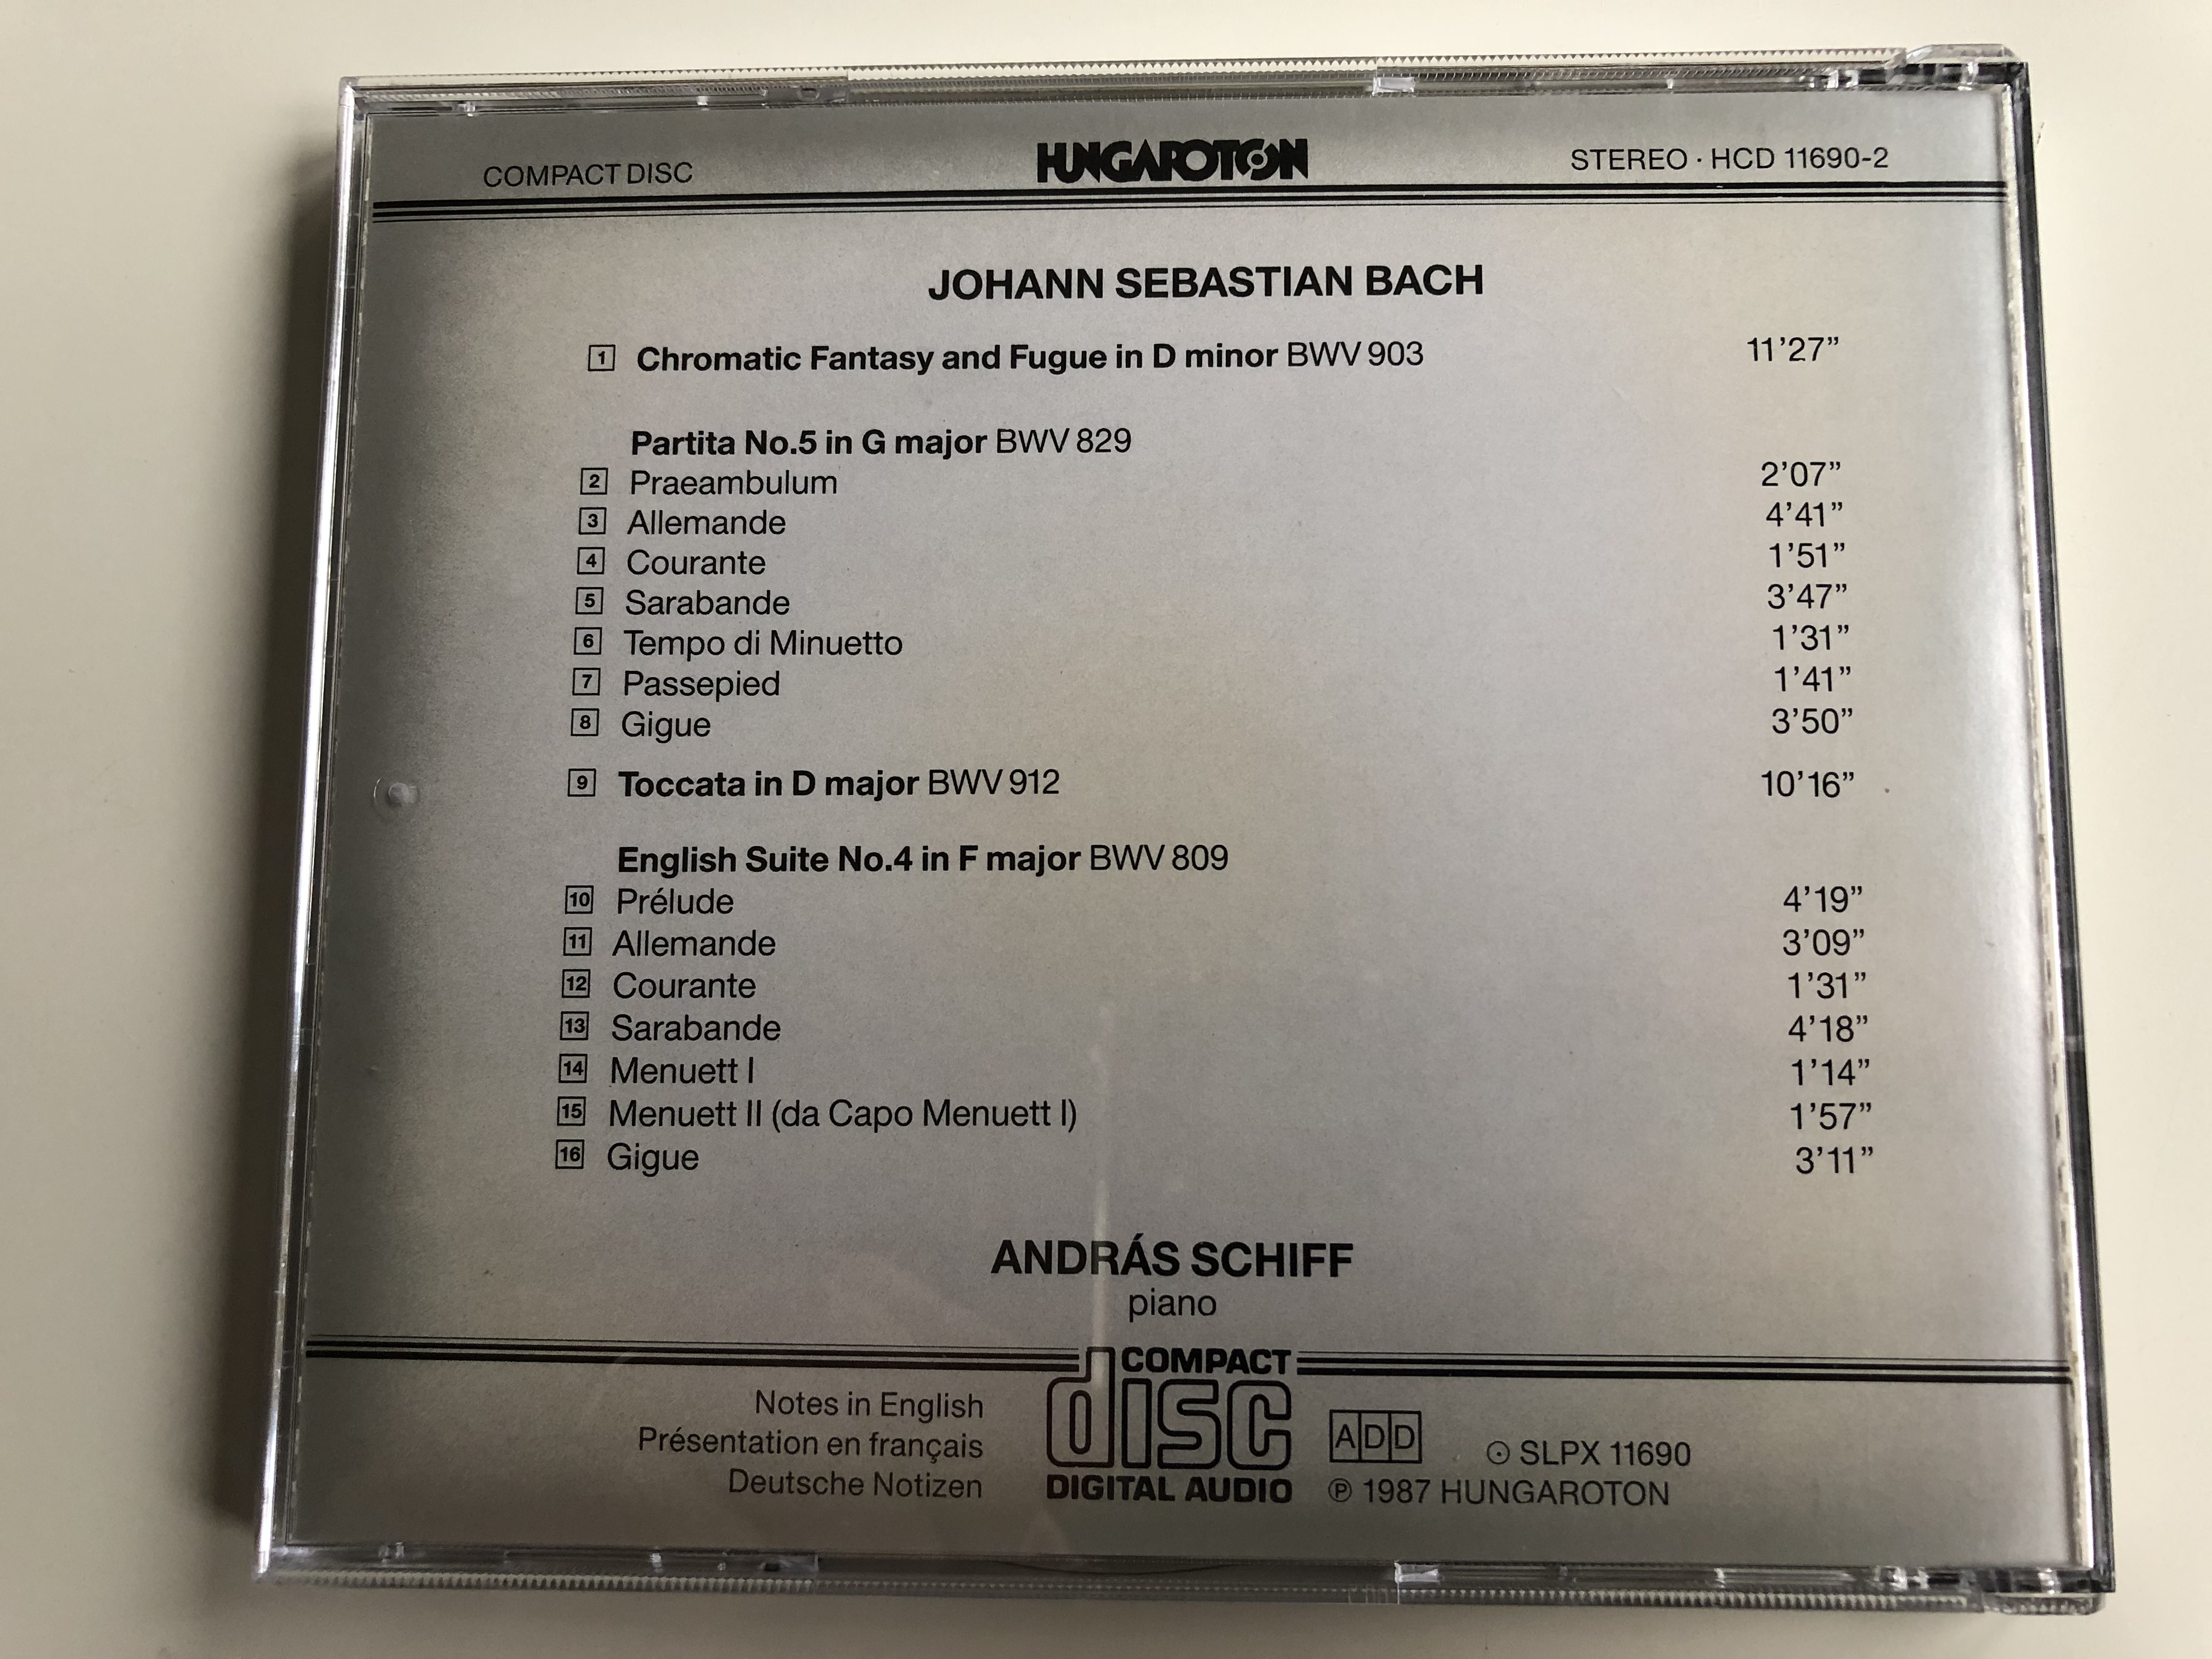 COMPACT DISC HUNGAROTON STEREO · HCD 11690-2
JOHANN SEBASTIAN BACH
1 Chromatic Fantasy and Fugue in D minor BWV 903 11’27”
Partita No.5 in G major BWV 829
2 Praeambulum 2’07”
3 Allemande 4’41”
4 Courante 1’51”
5 Sarabande 3’47”
6 Tempo di Minuetto 1’31”
7 Passepied 1’41”
8 Gigue 3’50”
9 Toccata in D major BWV 912 10’16”
English Suite No.4 in F major BWV 809
10 Prélude 4’19”
11 Allemande 3’09”
12 Courante 1’31”
13 Sarabande 4’18”
14 Menuett I 1’14”
15 Menuett II (da Capo Menuett I) 1’57”
16 Gigue 3’11”
ANDRÁS SCHIFF
piano
Notes in English
Présentation en français
Deutsche Notizen
COMPACT
disc
DIGITAL AUDIO
ADD ⊙ SLPX 11690
℗ 1987 HUNGAROTON